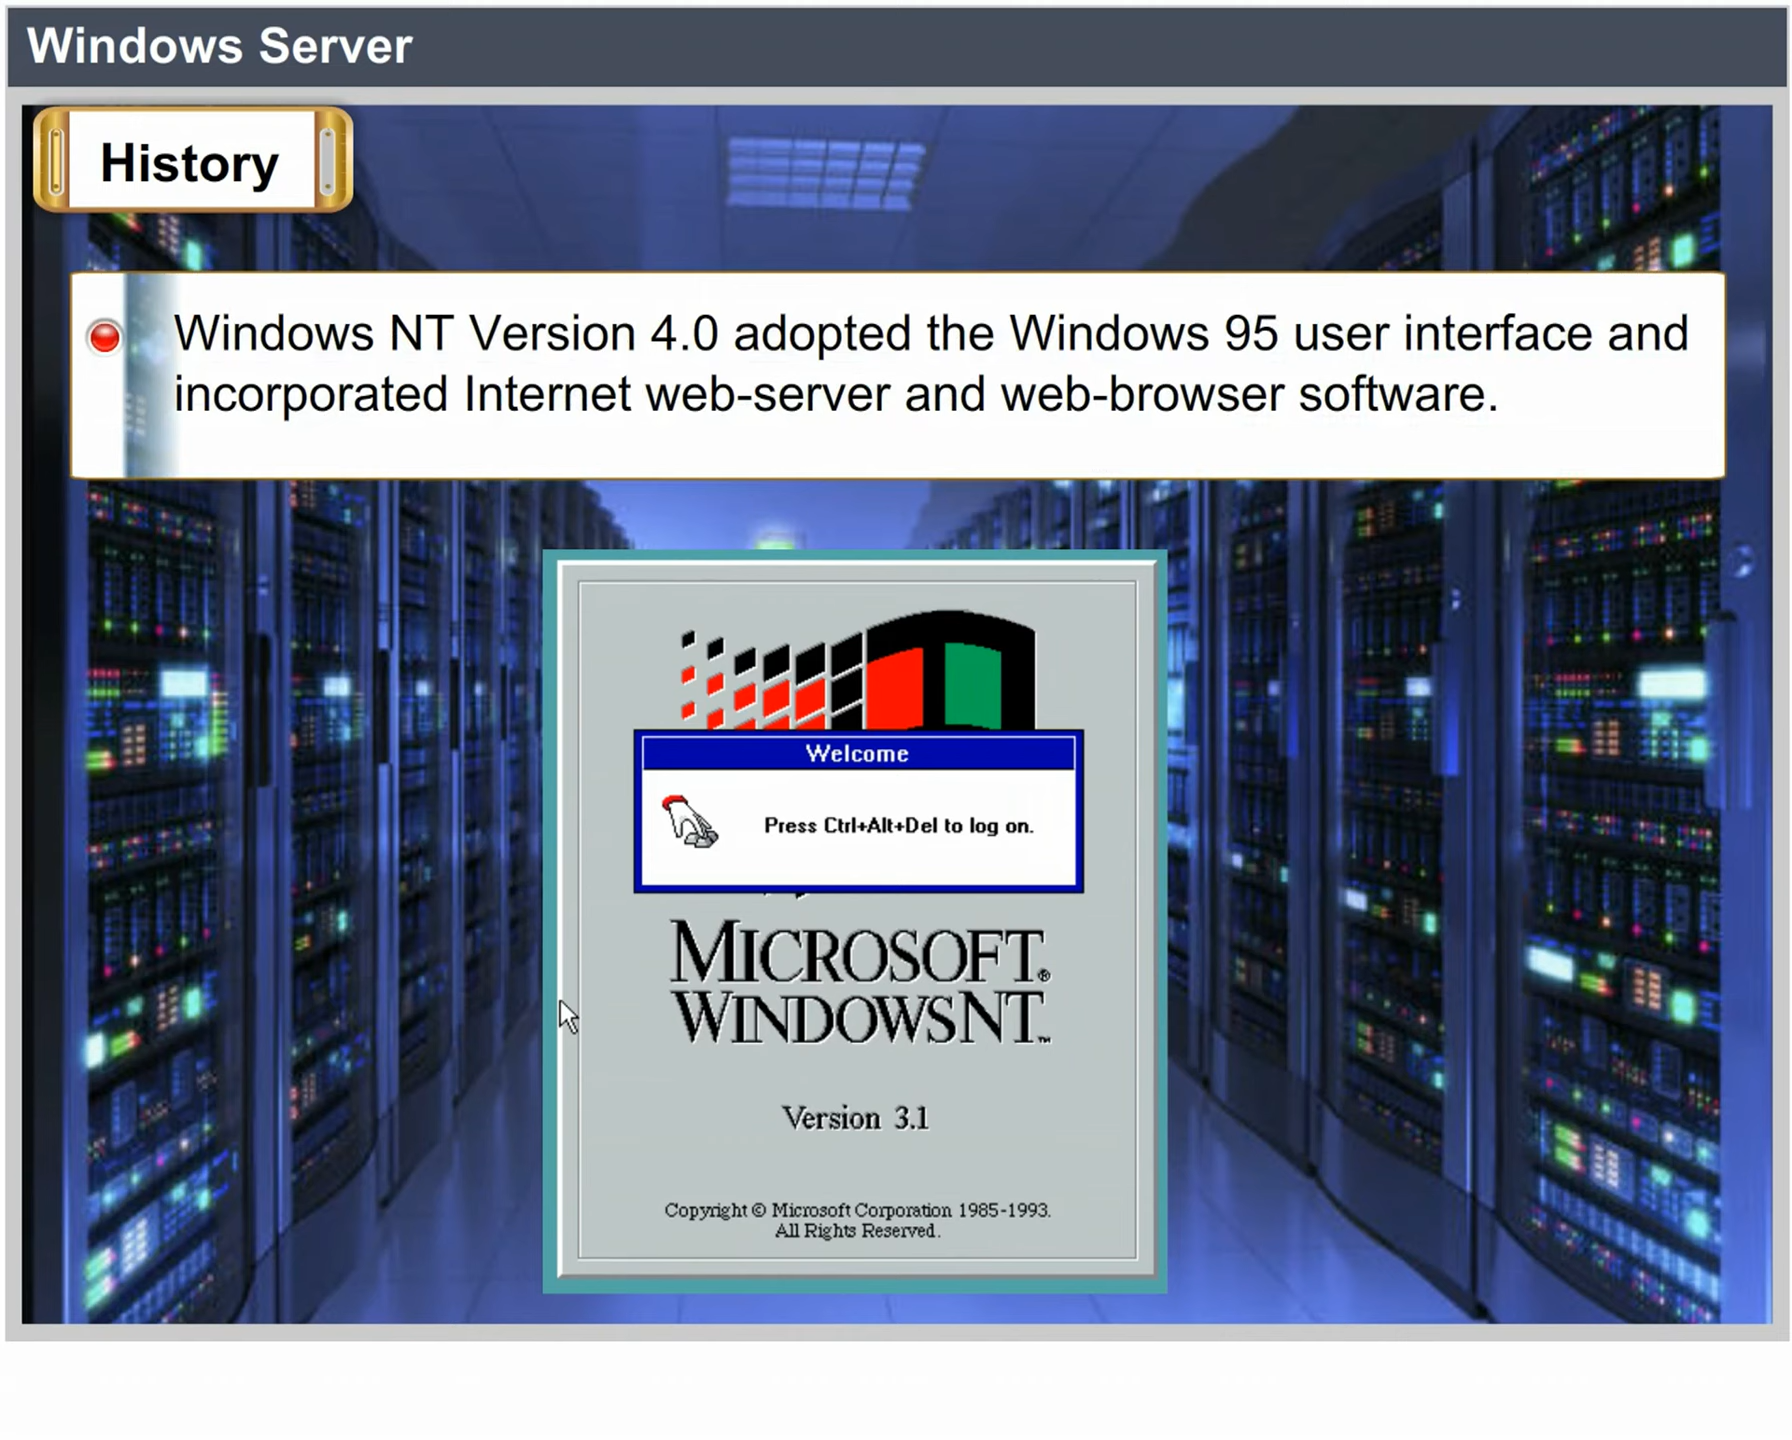 Windows Server
History
Windows NT Version 4.0 adopted the Windows 95 user interface and
incorporated Internet web-server and web-browser software.
Welcome
Press Ctrl+Alt+Del to log on.
MICROSOFT®
WINDOWS NT™
Version 3.1
Copyright © Microsoft Corporation 1985-1993.
All Rights Reserved.